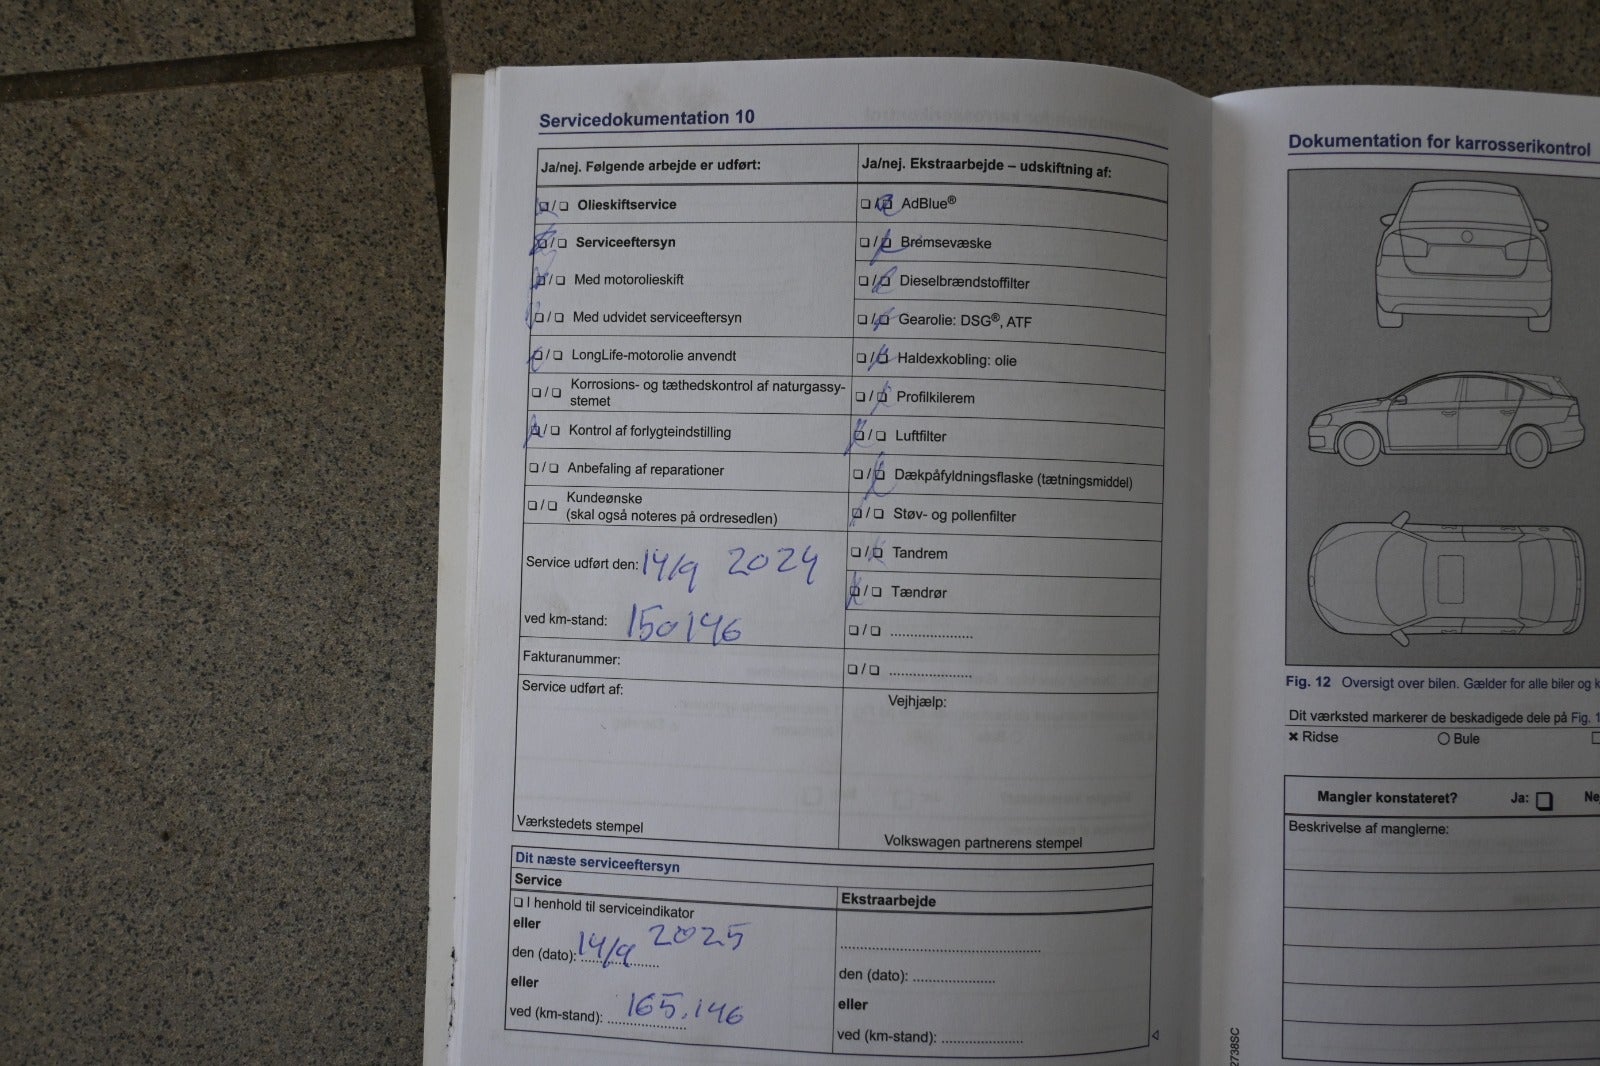 Servicedokumentation 10
Ja/nej. Følgende arbejde er udført:
❏ / ❏ Olieskiftservice
❏ / ❏ Serviceeftersyn
❏ / ❏ Med motorolieskift
❏ / ❏ Med udvidet serviceeftersyn
❏ / ❏ LongLife-motorolie anvendt
❏ / ❏ Korrosions- og tæthedskontrol af naturgassy-
stemet
❏ / ❏ Kontrol af forlygteindstilling
❏ / ❏ Anbefaling af reparationer
❏ / ❏ Kundeønske
(skal også noteres på ordresedlen)
Service udført den: 14/9 2024
ved km-stand: 150146
Fakturanummer:
Service udført af:
Værkstedets stempel
Ja/nej. Ekstraarbejde – udskiftning af:
❏ / ❏ AdBlue®
❏ / ❏ Bremsevæske
❏ / ❏ Dieselbrændstoffilter
❏ / ❏ Gearolie: DSG®, ATF
❏ / ❏ Haldexkobling: olie
❏ / ❏ Profilkilerem
❏ / ❏ Luftfilter
❏ / ❏ Dækpåfyldningsflaske (tætningsmiddel)
❏ / ❏ Støv- og pollenfilter
❏ / ❏ Tandrem
❏ / ❏ Tændrør
❏ / ❏ ....................
❏ / ❏ ....................
Vejhjælp:
Volkswagen partnerens stempel
Dit næste serviceeftersyn
Service
❏ I henhold til serviceindikator
eller
den (dato): 14/9 2025
eller
ved (km-stand): 165.146
Ekstraarbejde
................................................
den (dato): ....................
eller
ved (km-stand): ....................
Dokumentation for karrosserikontrol
Fig. 12 Oversigt over bilen. Gælder for alle biler og
Dit værksted markerer de beskadigede dele på Fig. 1
✖ Ridse
○ Bule
Mangler konstateret?
Ja: ❏
Ne
Beskrivelse af manglerne:
2738SC